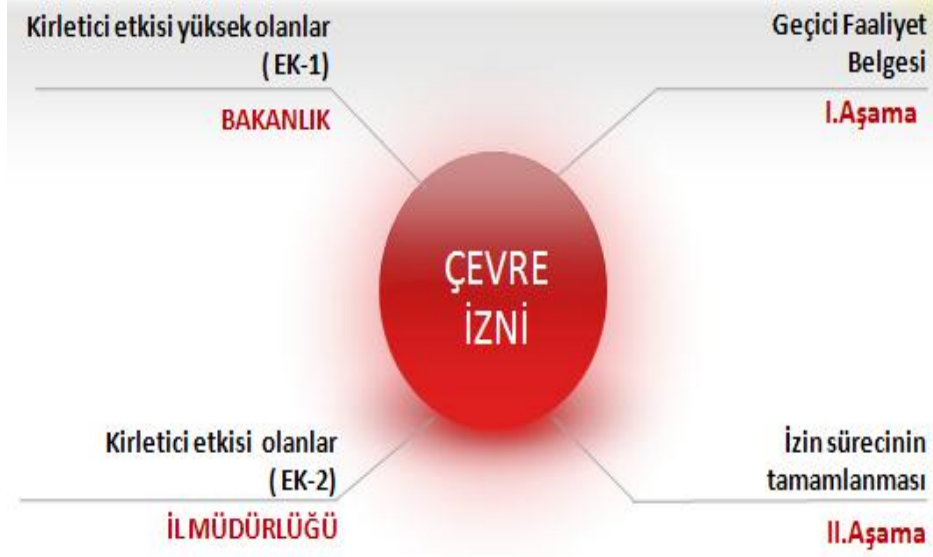 Kirletici etkisi yüksek olanlar
( EK-1)
BAKANLIK
Geçici Faaliyet
Belgesi
I.Aşama
ÇEVRE
İZNİ
Kirletici etkisi olanlar
( EK-2)
İL MÜDÜRLÜĞÜ
İzin sürecinin
tamamlanması
II.Aşama